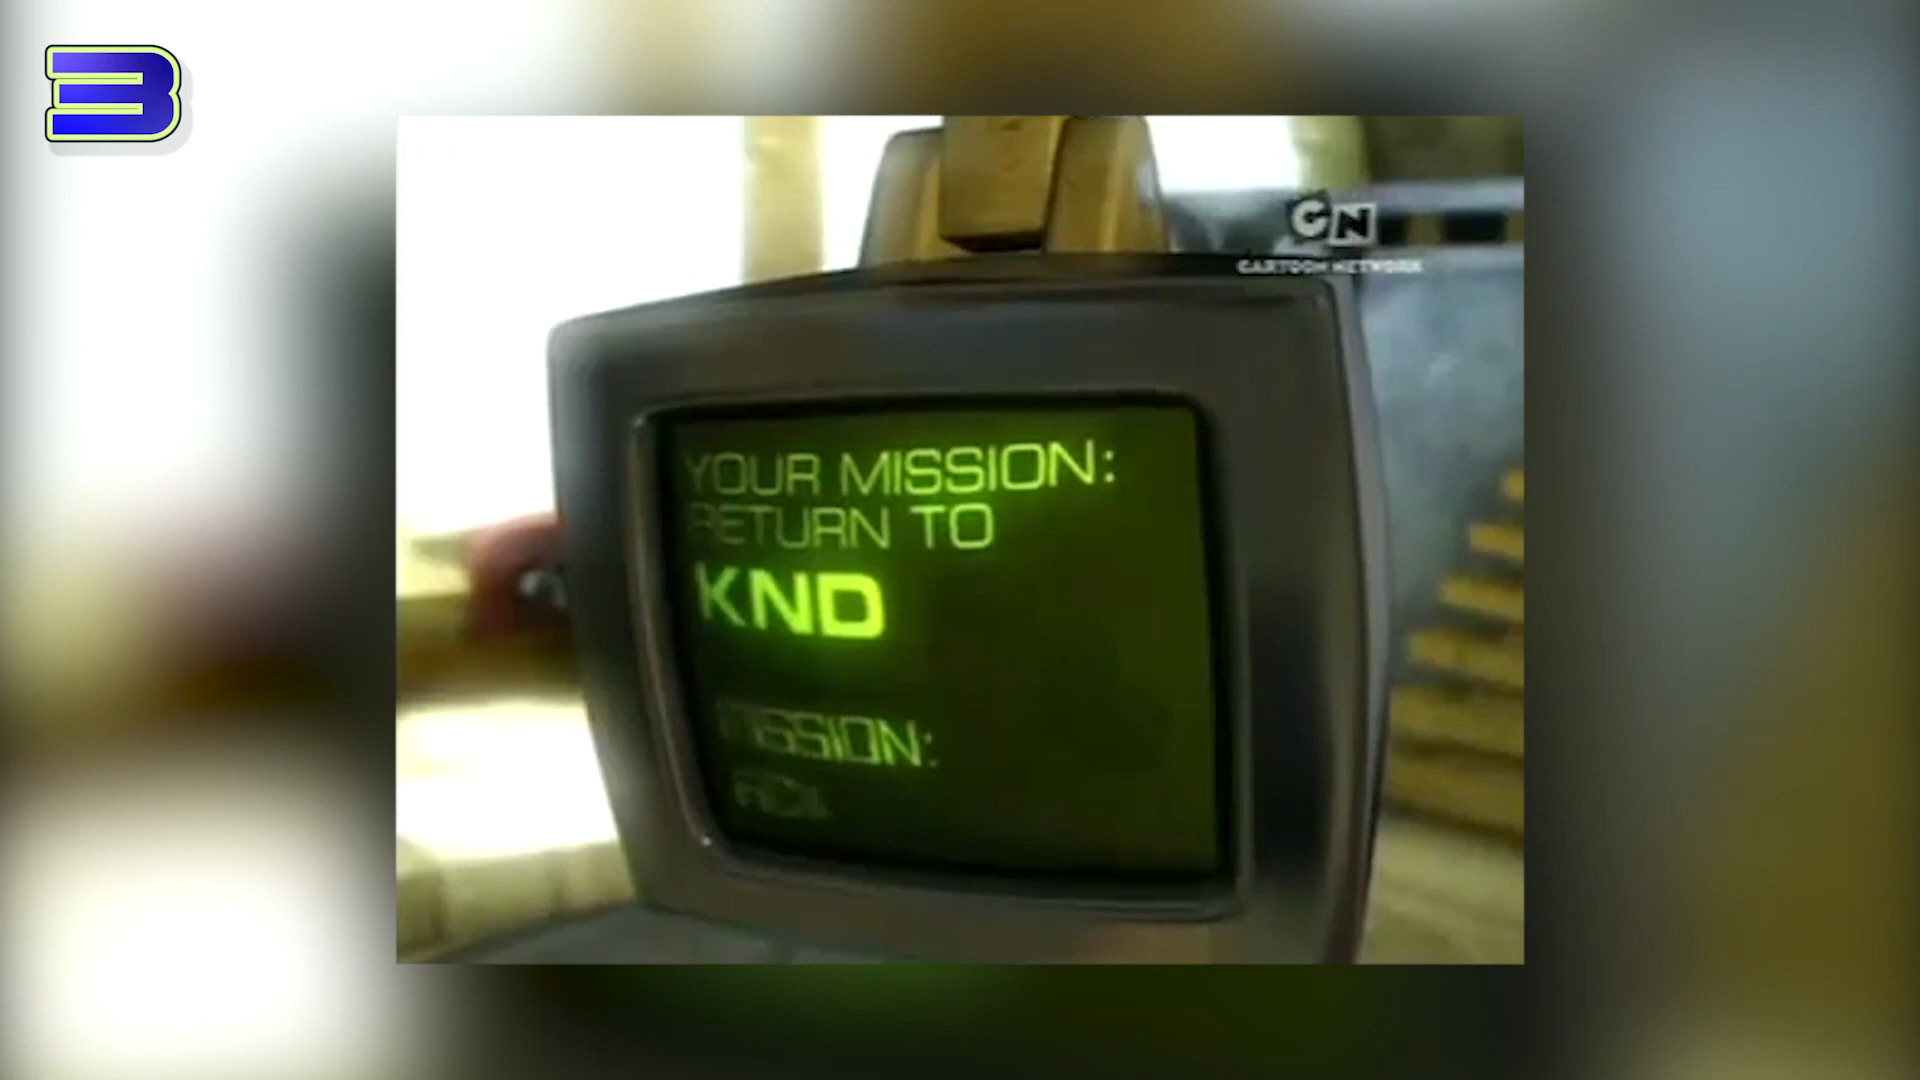 3
CN
CARTOON NETWORK
YOUR MISSION:
RETURN TO
KND
MISSION: